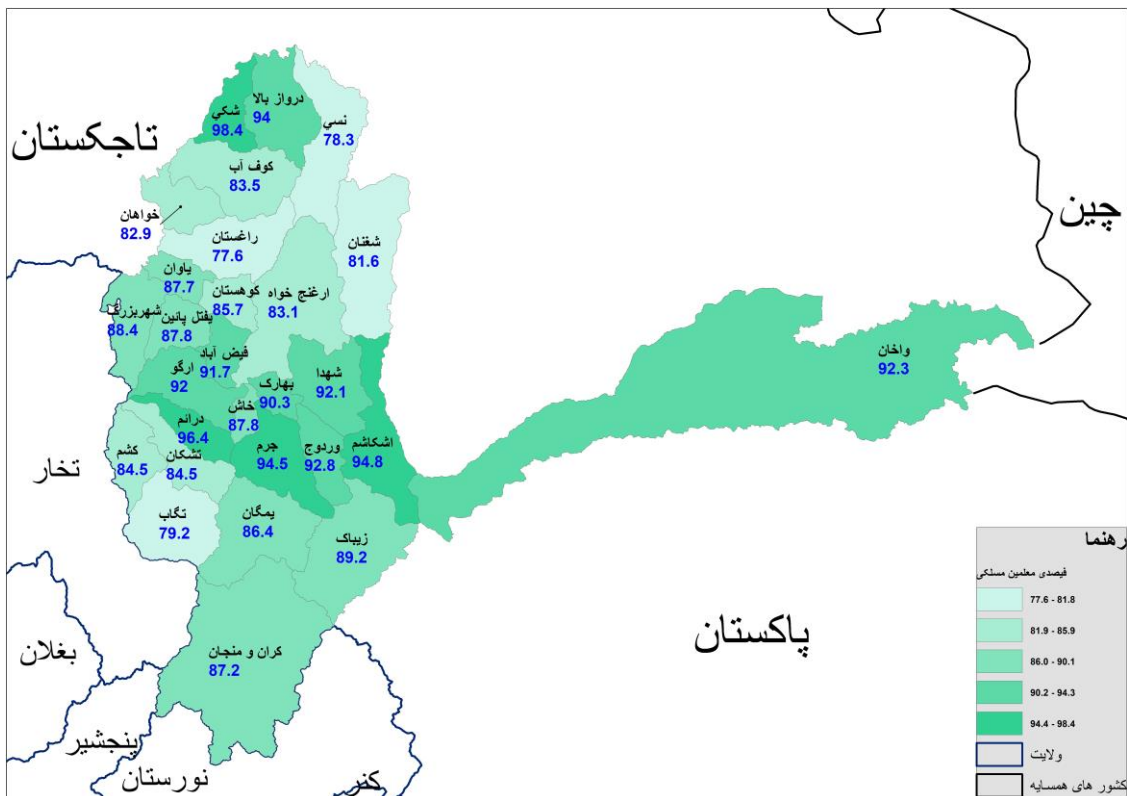 درواز بالا
94
شکي
98.4
نسي
78.3
تاجکستان
کوف آب
83.5
خواهان
82.9
راغستان
77.6
شغنان
81.6
چین
یاوان
87.7
کوهستان
85.7
ارغنج خواه
83.1
شهربزرگ
88.4
یفتل پائین
87.8
فیض آباد
91.7
ارگو
92
بهارک
90.3
شهدا
92.1
واخان
92.3
خاش
87.8
درائم
96.4
جرم
94.5
وردوج
92.8
اشکاشم
94.8
کشم
84.5
تشکان
84.5
تخار
تگاب
79.2
یمگان
86.4
زیباک
89.2
کران و منجان
87.2
بغلان
پنجشیر
نورستان
کنر
پاکستان
رهنما
فیصدی معلمین مسلکی
77.6 - 81.8
81.9 - 85.9
86.0 - 90.1
90.2 - 94.3
94.4 - 98.4
ولایت
کشور های همسایه